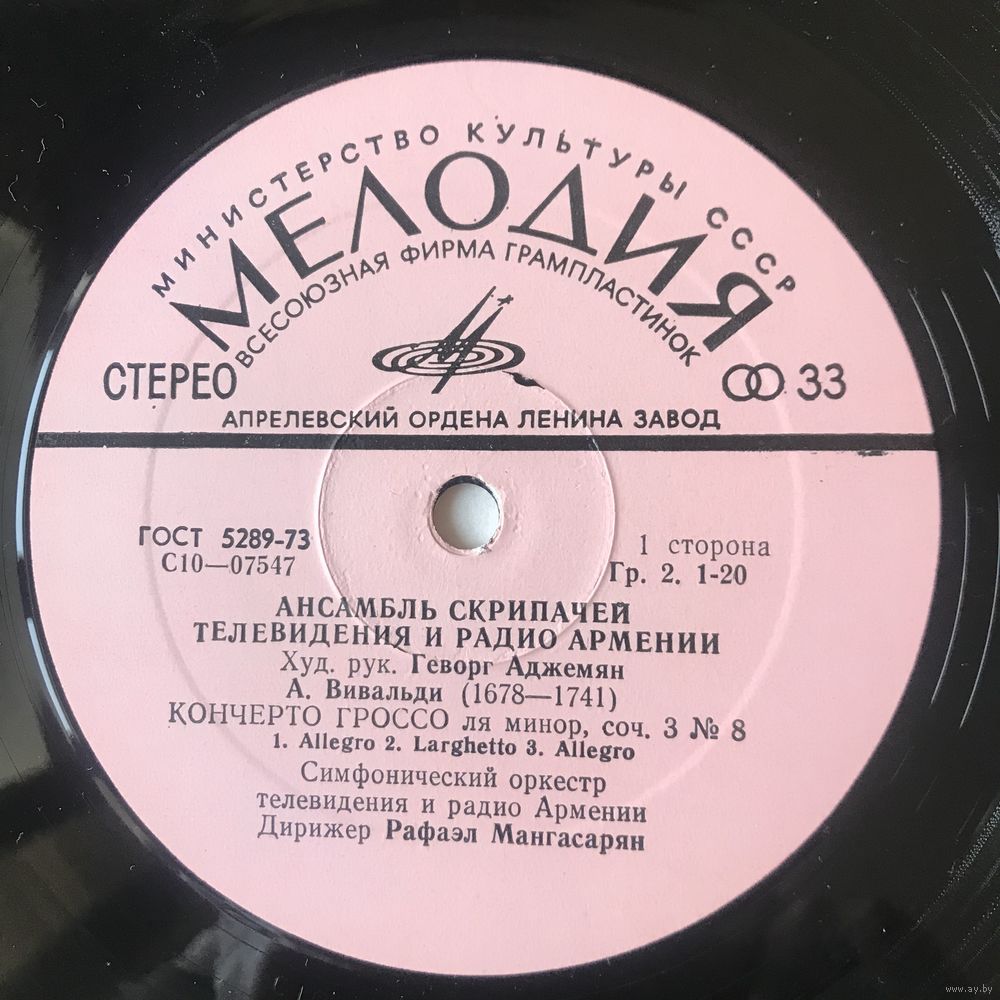 МИНИСТЕРСТВО КУЛЬТУРЫ СССР
МЕЛОДИЯ
ВСЕСОЮЗНАЯ ФИРМА ГРАМПЛАСТИНОК
СТЕРЕО
33
АПРЕЛЕВСКИЙ ОРДЕНА ЛЕНИНА ЗАВОД
ГОСТ 5289-73
С10—07547
1 сторона
Гр. 2. 1-20
АНСАМБЛЬ СКРИПАЧЕЙ
ТЕЛЕВИДЕНИЯ И РАДИО АРМЕНИИ
Худ. рук. Геворг Аджемян
А. Вивальди (1678—1741)
КОНЧЕРТО ГРОССО ля минор, соч. 3 № 8
1. Allegro 2. Larghetto 3. Allegro
Симфонический оркестр
телевидения и радио Армении
Дирижер Рафаэл Мангасарян
www.ay.by